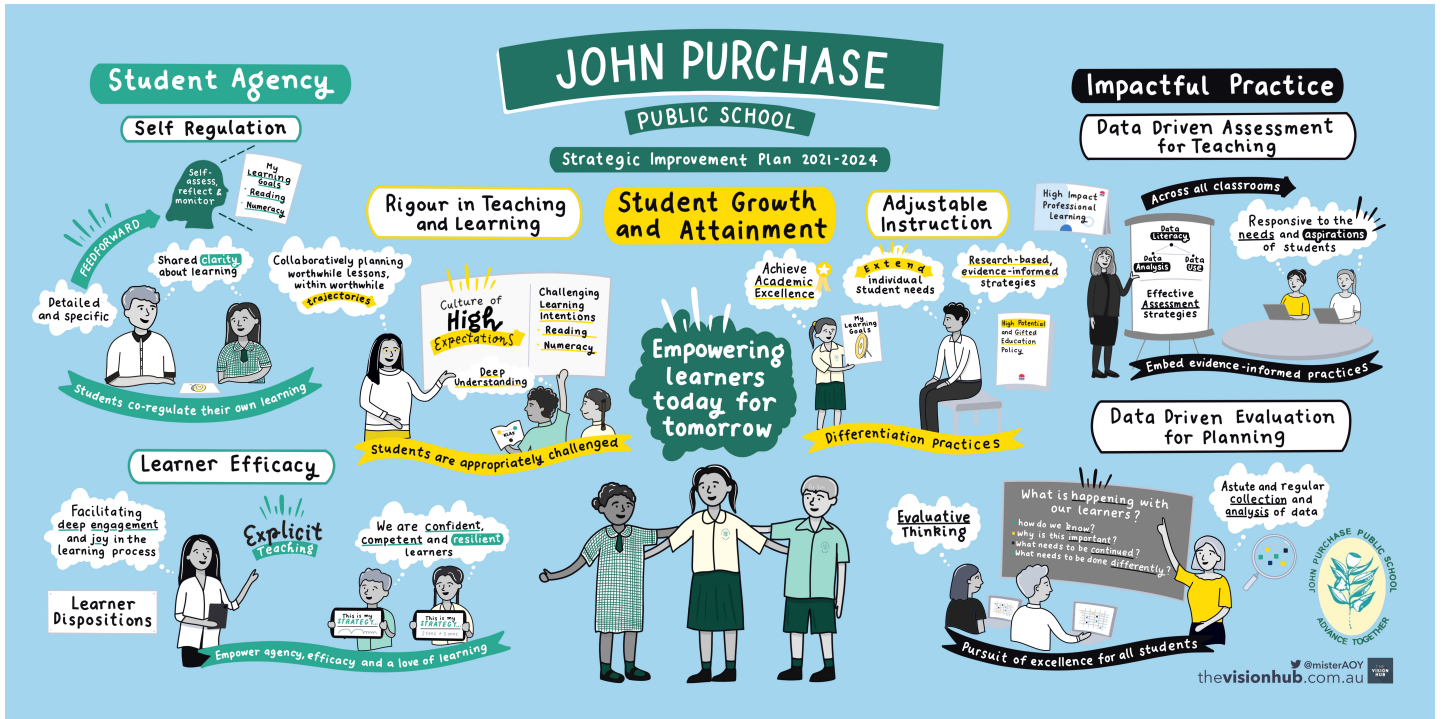 JOHN PURCHASE
PUBLIC SCHOOL
Strategic Improvement Plan 2021-2024
Student Agency
Self Regulation
Self-
assess,
reflect &
monitor
My
Learning
Goals
Reading
Numeracy
FEEDFORWARD
Detailed
and specific
Shared clarity
about learning
Students co-regulate their own learning
Learner Efficacy
Facilitating
deep engagement
and joy in the
learning process
Explicit
Teaching
We are confident,
competent and resilient
learners
Learner
Dispositions
This is my
STRATEGY...
This is my
STRATEGY...
Empower agency, efficacy and a love of learning
Student Growth
and Attainment
Rigour in Teaching
and Learning
Collaboratively planning
worthwhile lessons,
within worthwhile
trajectories
Culture of
High
Expectations
Challenging
Learning
Intentions
Reading
Numeracy
Deep
Understanding
KLAS
Students are appropriately challenged
Empowering
learners
today for
tomorrow
Adjustable
Instruction
Achieve
Academic
Excellence
Extend
individual
student needs
Research-based,
evidence-informed
strategies
My
Learning
Goals
High Potential
and Gifted
Education
Policy
Differentiation Practices
Impactful Practice
Data Driven Assessment
for Teaching
High Impact
Professional
Learning
Across all classrooms
Data
Literacy
Data
Analysis
Data
Use
Effective
Assessment
Strategies
Responsive to the
needs and aspirations
of students
Embed evidence-informed practices
Data Driven Evaluation
for Planning
Evaluative
Thinking
What is happening with
our learners?
how do we know?
Why is this important?
What needs to be continued?
What needs to be done differently?
Astute and regular
collection and
analysis of data
Pursuit of excellence for all students
JOHN PURCHASE PUBLIC SCHOOL
ADVANCE TOGETHER
@misterAOY
thevisionhub.com.au
THE
VISION
HUB